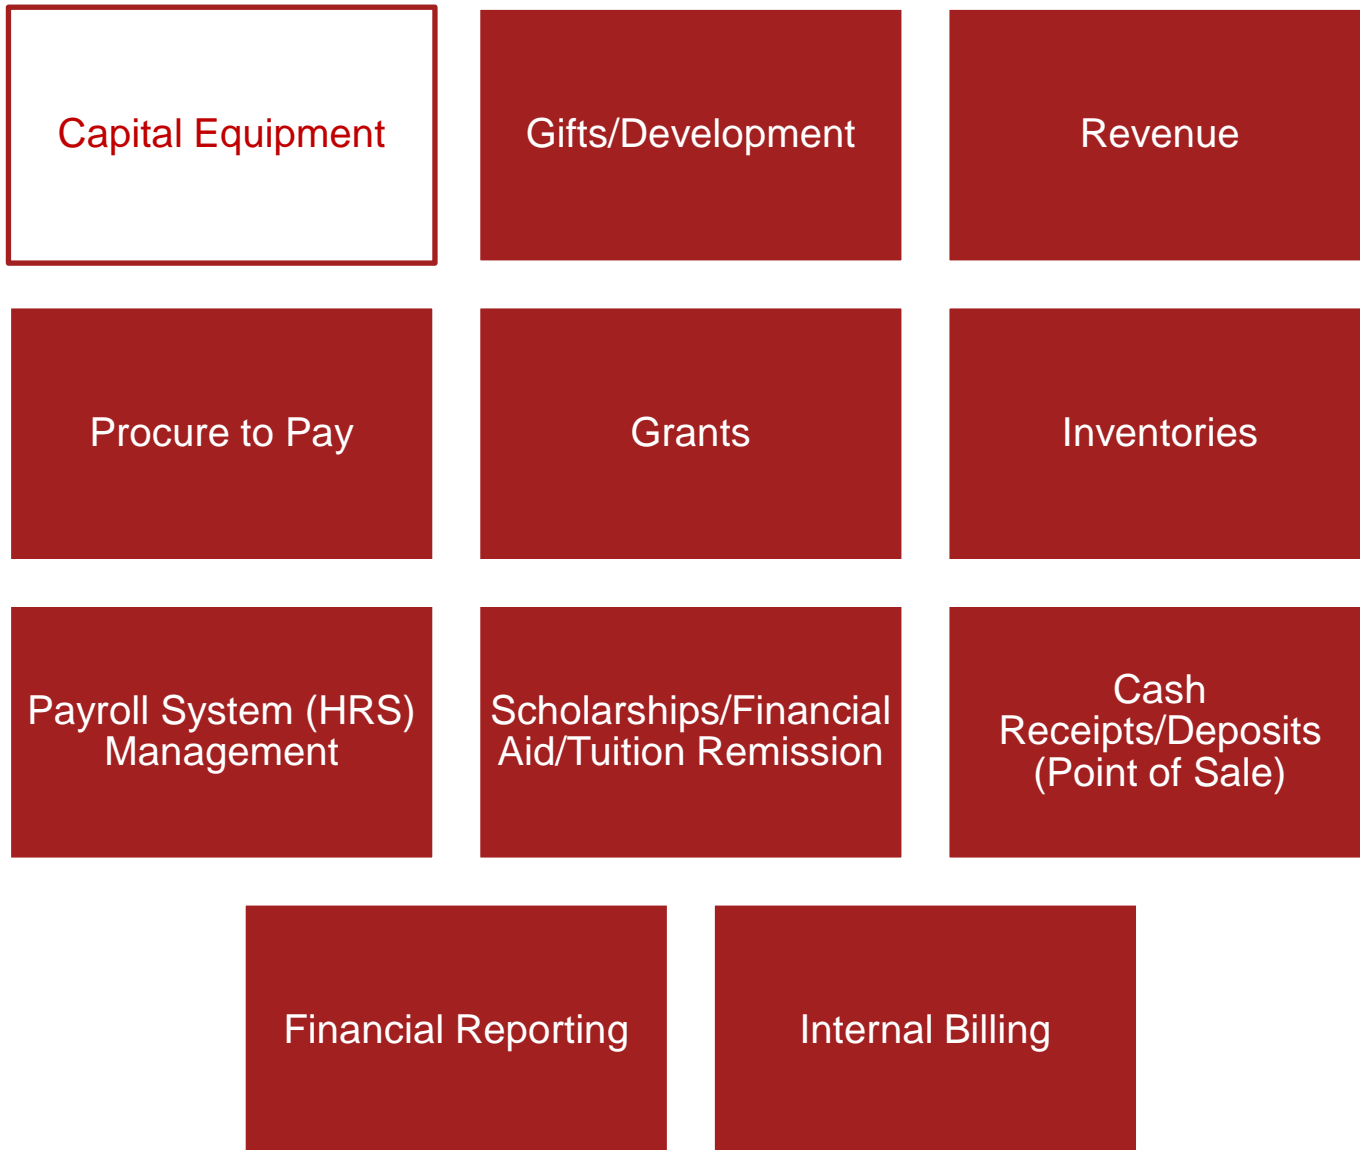 Capital Equipment
Gifts/Development
Revenue
Procure to Pay
Grants
Inventories
Payroll System (HRS)
Management
Scholarships/Financial
Aid/Tuition Remission
Cash
Receipts/Deposits
(Point of Sale)
Financial Reporting
Internal Billing